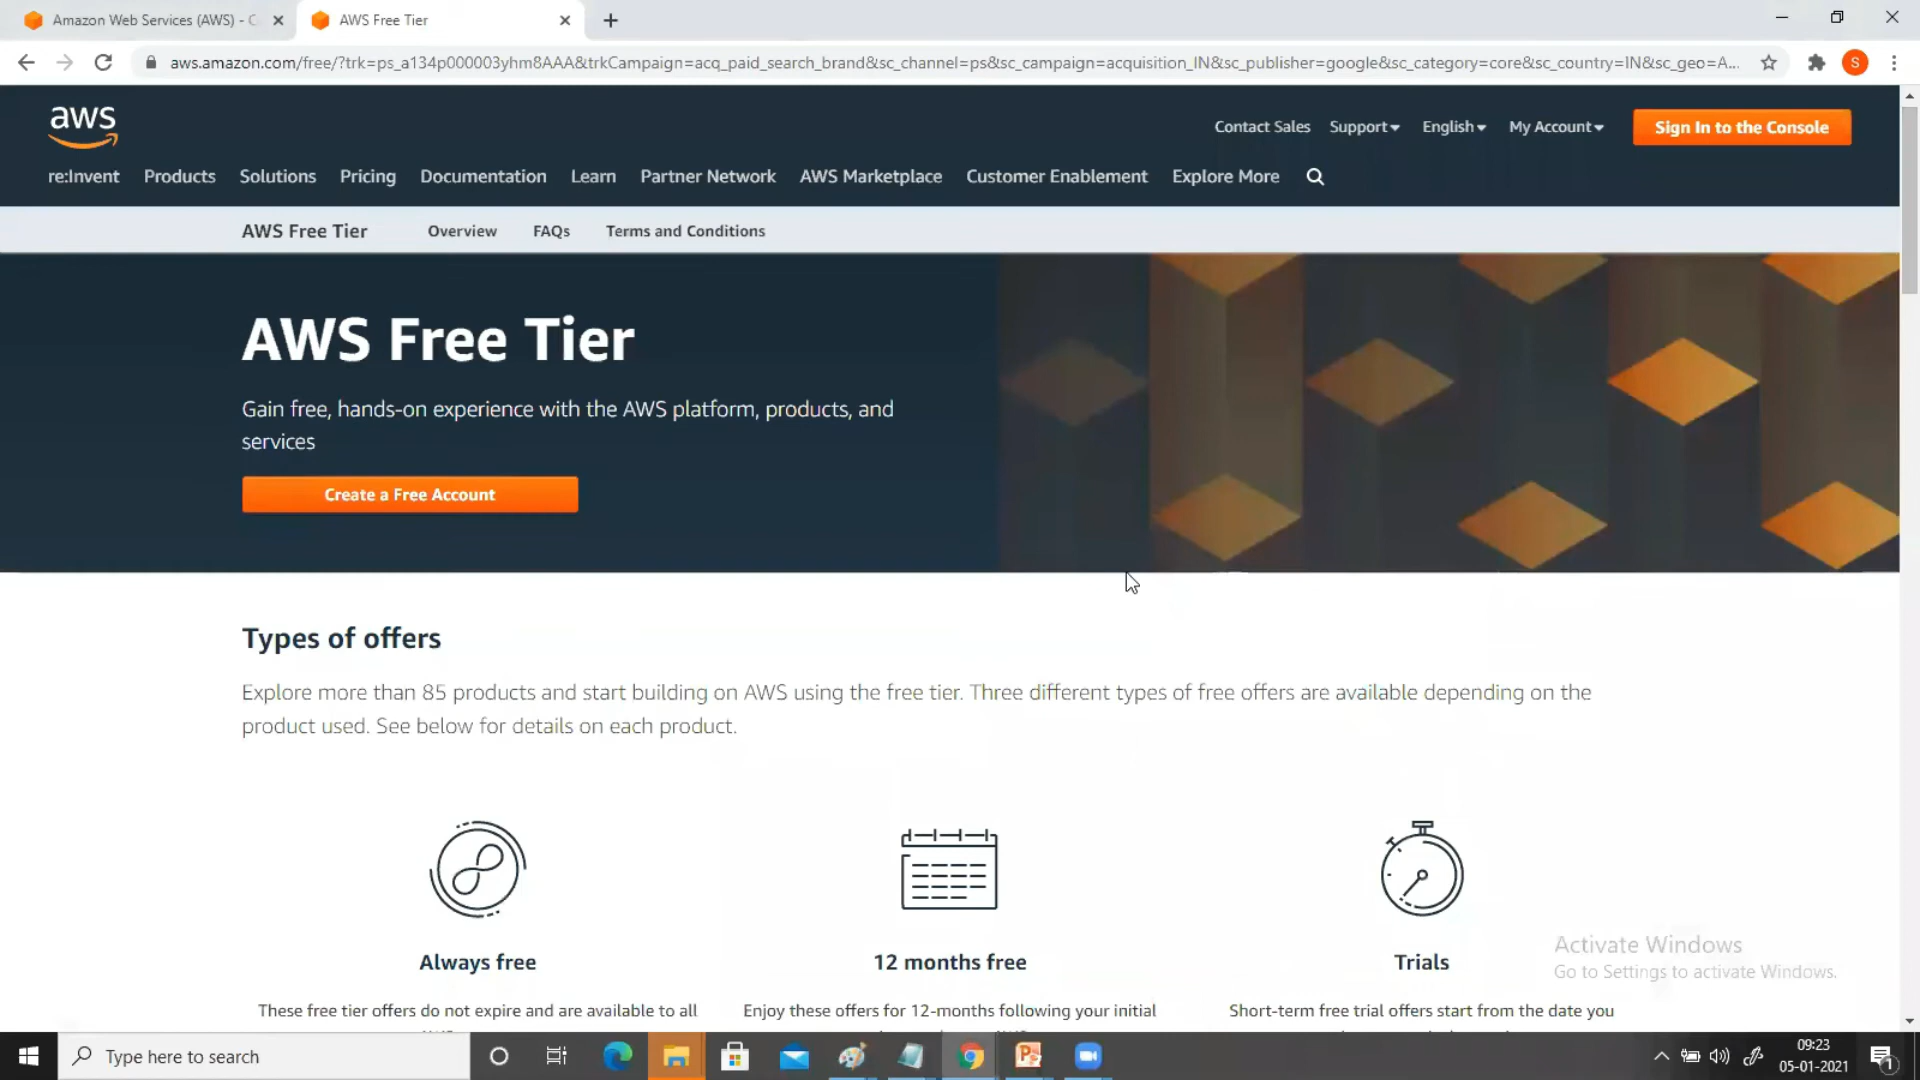 Amazon Web Services (AWS) - C
AWS Free Tier
aws.amazon.com/free/?trk=ps_a134p000003yhm8AAA&trkCampaign=acq_paid_search_brand&sc_channel=ps&sc_campaign=acquisition_IN&sc_publisher=google&sc_category=core&sc_country=IN&sc_geo=A...
S
aws
Contact Sales Support English My Account Sign In to the Console
re:Invent Products Solutions Pricing Documentation Learn Partner Network AWS Marketplace Customer Enablement Explore More
AWS Free Tier Overview FAQs Terms and Conditions
AWS Free Tier
Gain free, hands-on experience with the AWS platform, products, and
services
Create a Free Account
Types of offers
Explore more than 85 products and start building on AWS using the free tier. Three different types of free offers are available depending on the
product used. See below for details on each product.
Always free
12 months free
Trials
These free tier offers do not expire and are available to all
Enjoy these offers for 12-months following your initial
Short-term free trial offers start from the date you
Activate Windows
Go to Settings to activate Windows.
Type here to search
09:23
05-01-2021
1